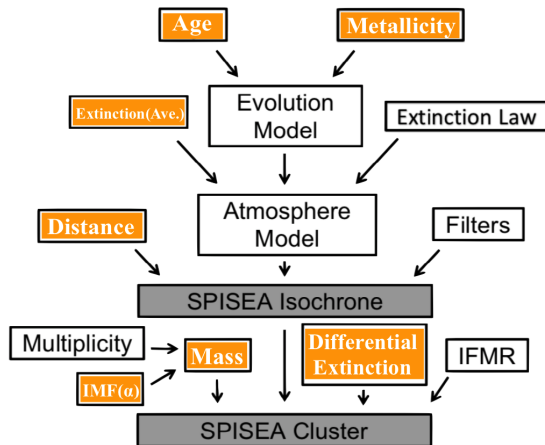 Age
Metallicity
Evolution
Model
Extinction(Ave.)
Extinction Law
Atmosphere
Model
Distance
Filters
SPISEA Isochrone
Multiplicity
Mass
Differential
Extinction
IFMR
IMF(α)
SPISEA Cluster